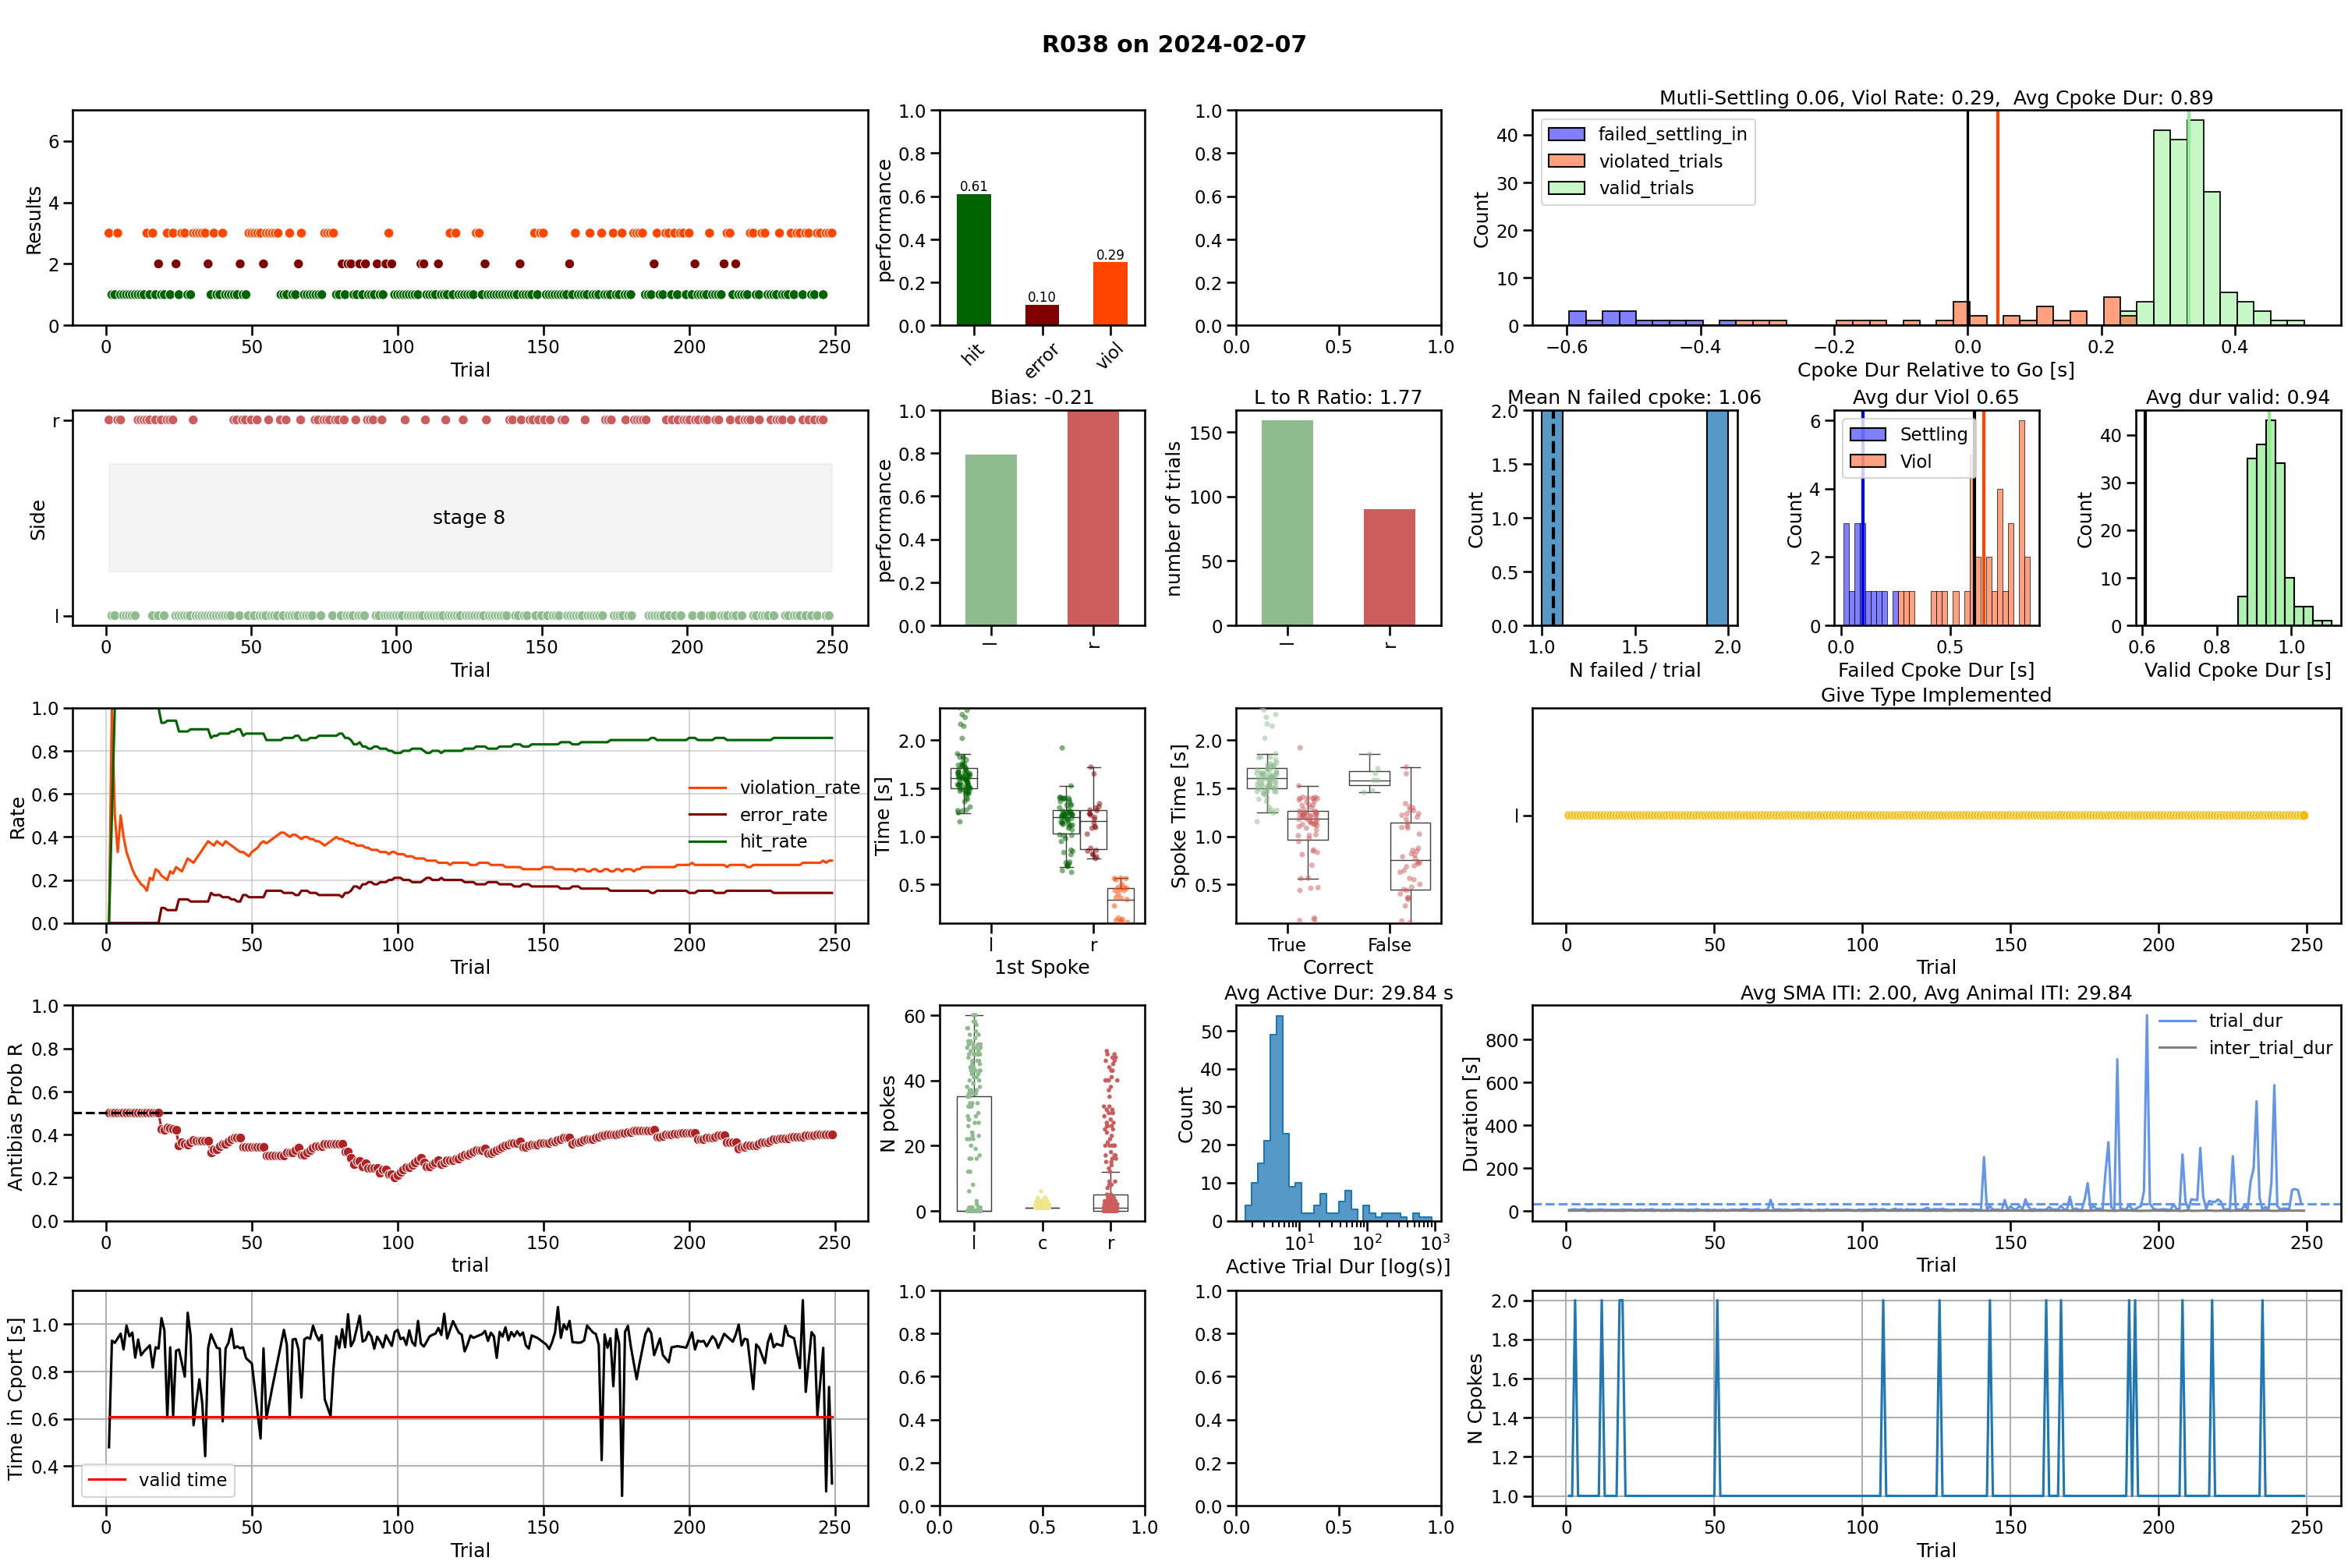 R038 on 2024-02-07
Results
0 2 4 6
0 50 100 150 200 250
Trial
performance
0.0 0.2 0.4 0.6 0.8 1.0
0.61
0.10
0.29
hit error viol
0.0 0.2 0.4 0.6 0.8 1.0
0.0 0.5 1.0
Mutli-Settling 0.06, Viol Rate: 0.29, Avg Cpoke Dur: 0.89
failed_settling_in
violated_trials
valid_trials
Count
0 10 20 30 40
−0.6 −0.4 −0.2 0.0 0.2 0.4
Cpoke Dur Relative to Go [s]
Side
r
l
stage 8
0 50 100 150 200 250
Trial
Bias: -0.21
performance
0.0 0.2 0.4 0.6 0.8 1.0
l r
L to R Ratio: 1.77
number of trials
0 50 100 150
l r
Mean N failed cpoke: 1.06
Count
0.0 0.5 1.0 1.5 2.0
1.0 1.5 2.0
N failed / trial
Avg dur Viol 0.65
Settling
Viol
Count
0 2 4 6
0.0 0.5
Failed Cpoke Dur [s]
Avg dur valid: 0.94
Count
0 10 20 30 40
0.6 0.8 1.0
Valid Cpoke Dur [s]
Rate
0.0 0.2 0.4 0.6 0.8 1.0
violation_rate
error_rate
hit_rate
0 50 100 150 200 250
Trial
Time [s]
0.5 1.0 1.5 2.0
l r
1st Spoke
Spoke Time [s]
0.5 1.0 1.5 2.0
True False
Correct
Give Type Implemented
l
0 50 100 150 200 250
Trial
Antibias Prob R
0.0 0.2 0.4 0.6 0.8 1.0
0 50 100 150 200 250
trial
N pokes
0 20 40 60
l c r
Avg Active Dur: 29.84 s
Count
0 10 20 30 40 50
10¹ 10² 10³
Active Trial Dur [log(s)]
Avg SMA ITI: 2.00, Avg Animal ITI: 29.84
trial_dur
inter_trial_dur
Duration [s]
0 200 400 600 800
0 50 100 150 200 250
Trial
Time in Cport [s]
0.4 0.6 0.8 1.0
valid time
0 50 100 150 200 250
Trial
0.0 0.2 0.4 0.6 0.8 1.0
0.0 0.5 1.0
0.0 0.2 0.4 0.6 0.8 1.0
0.0 0.5 1.0
N Cpokes
1.0 1.2 1.4 1.6 1.8 2.0
0 50 100 150 200 250
Trial